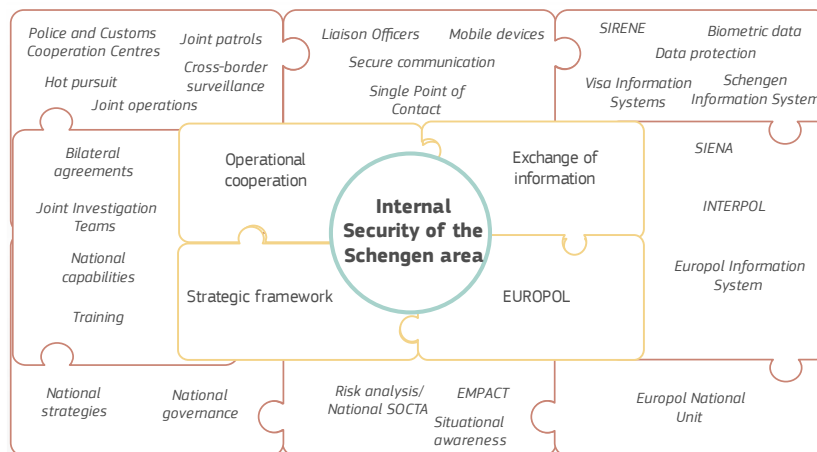 Police and Customs
Cooperation Centres
Joint patrols
Hot pursuit
Cross-border
surveillance
Joint operations
Liaison Officers
Mobile devices
Secure communication
Single Point of
Contact
SIRENE
Biometric data
Data protection
Visa Information
Systems
Schengen
Information System
Bilateral
agreements
Joint Investigation
Teams
National
capabilities
Training
Operational
cooperation
Exchange of
information
Internal
Security of the
Schengen area
Strategic framework
EUROPOL
SIENA
INTERPOL
Europol Information
System
National
strategies
National
governance
Risk analysis/
National SOCTA
EMPACT
Situational
awareness
Europol National
Unit